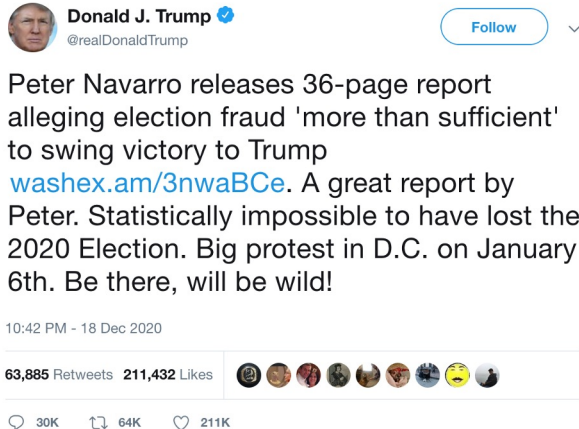 Donald J. Trump
@realDonaldTrump
Follow
Peter Navarro releases 36-page report
alleging election fraud 'more than sufficient'
to swing victory to Trump
washex.am/3nwaBCe. A great report by
Peter. Statistically impossible to have lost the
2020 Election. Big protest in D.C. on January
6th. Be there, will be wild!
10:42 PM - 18 Dec 2020
63,885 Retweets 211,432 Likes
30K 64K 211K